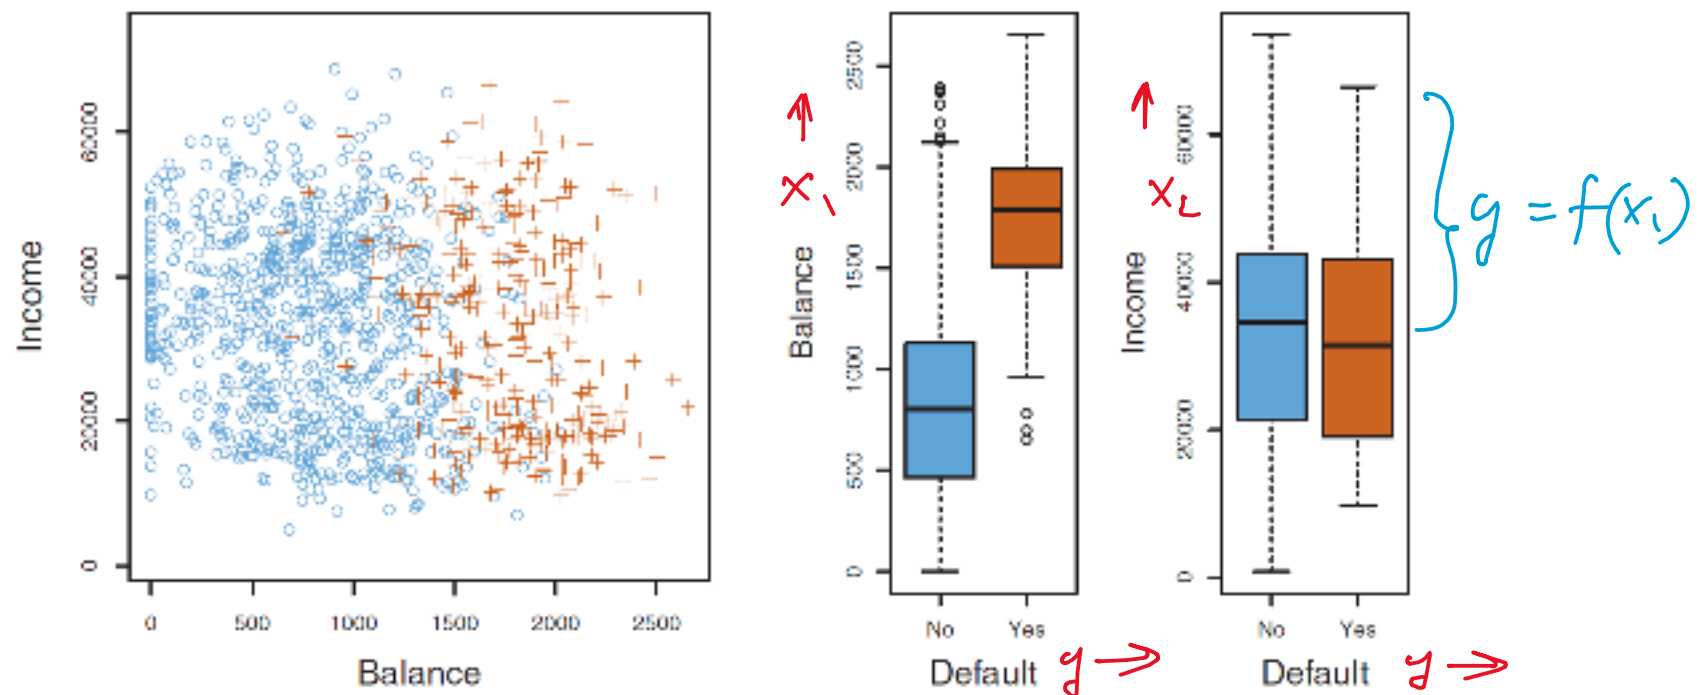 Income
0
20000
40000
60000
0 500 1000 1500 2000 2500
Balance
x₁
Balance
0
500
1000
1500
2000
2500
No Yes
Default y →
x₂
Income
0
20000
40000
60000
No Yes
Default y →
y = f(x₁)